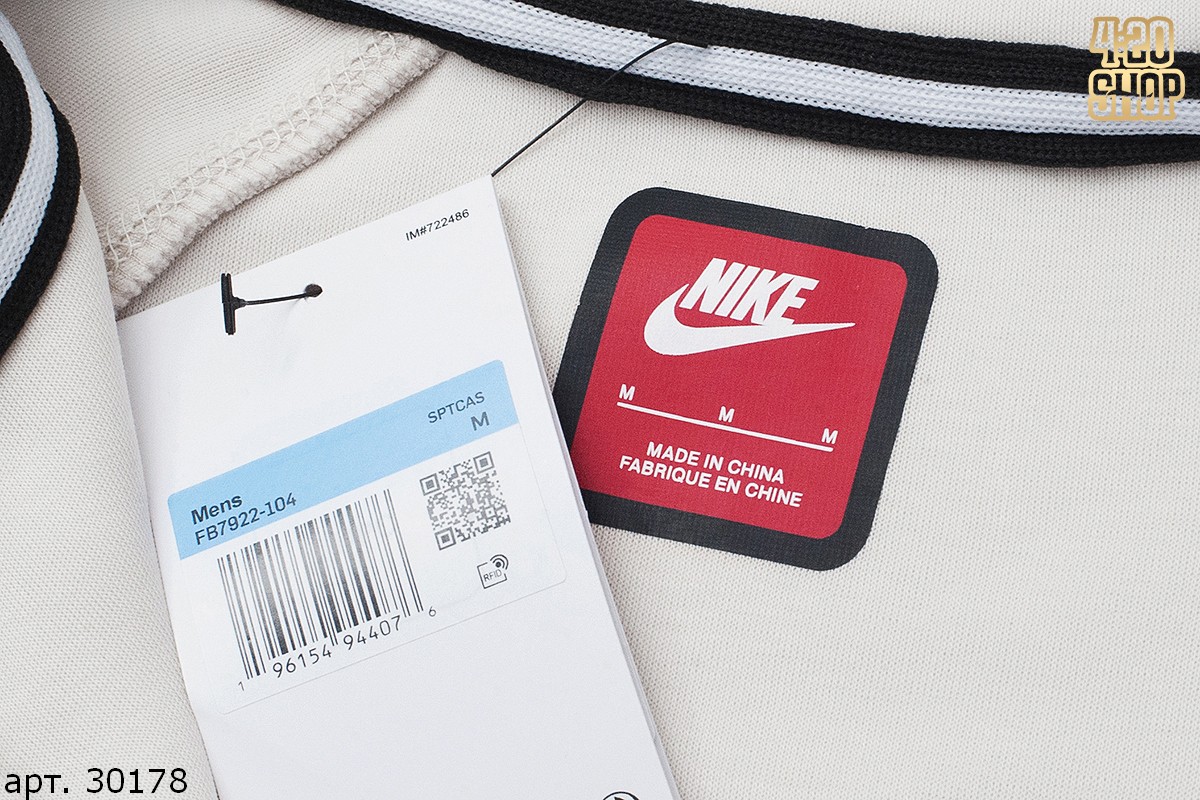 4:20
SHOP
IM#722486
SPTCAS
M
Mens
FB7922-104
RFID
1 96154 94407 6
NIKE
M M M
MADE IN CHINA
FABRIQUE EN CHINE
арт. 30178